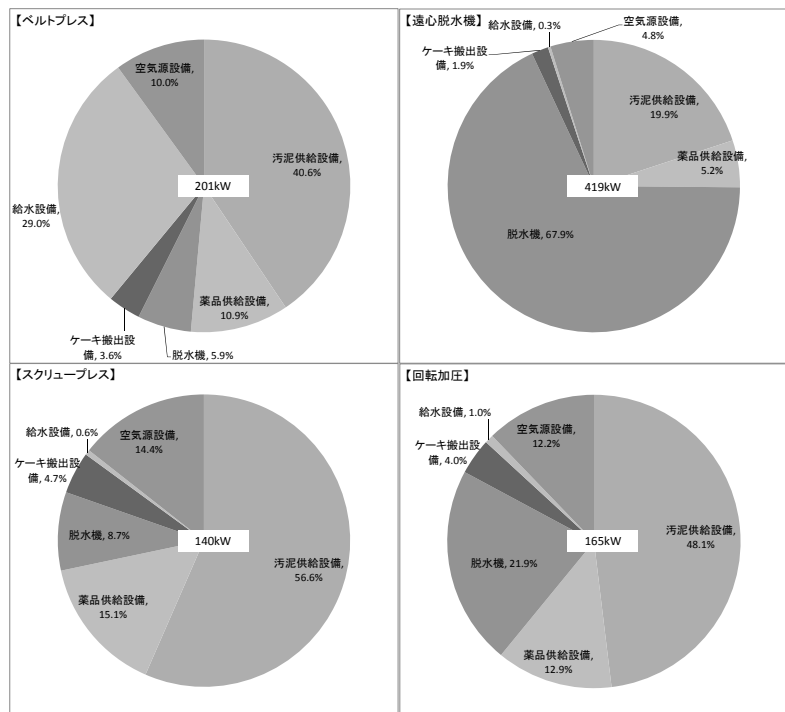 【ベルトプレス】
空気源設備,
10.0%
汚泥供給設備,
40.6%
201kW
給水設備,
29.0%
薬品供給設備,
10.9%
ケーキ搬出設
備, 3.6%
脱水機, 5.9%
【遠心脱水機】
給水設備, 0.3%
空気源設備,
4.8%
ケーキ搬出設
備, 1.9%
汚泥供給設備,
19.9%
薬品供給設備,
5.2%
419kW
脱水機, 67.9%
【スクリュープレス】
給水設備, 0.6%
空気源設備,
14.4%
ケーキ搬出設
備, 4.7%
脱水機, 8.7%
140kW
汚泥供給設備,
56.6%
薬品供給設備,
15.1%
【回転加圧】
給水設備, 1.0%
空気源設備,
12.2%
ケーキ搬出設
備, 4.0%
165kW
汚泥供給設備,
48.1%
脱水機, 21.9%
薬品供給設備,
12.9%